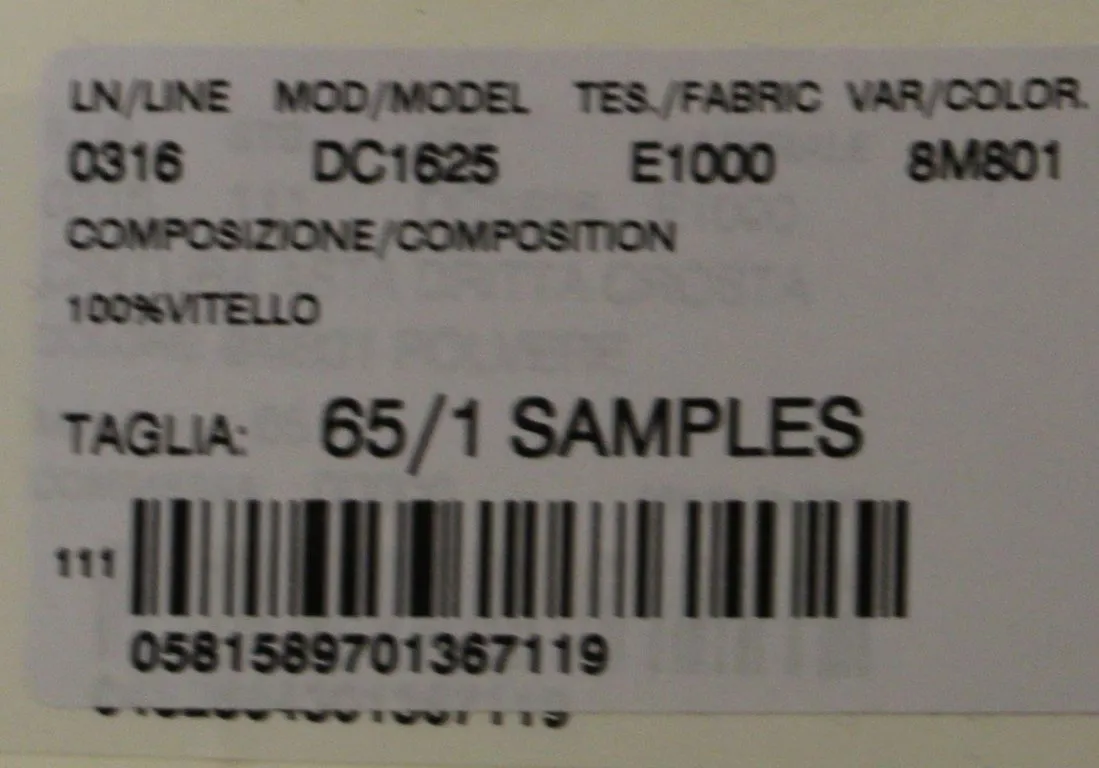 LN/LINE MOD/MODEL TES./FABRIC VAR/COLOR.
0316 DC1625 E1000 8M801
COMPOSIZIONE/COMPOSITION
100%VITELLO
TAGLIA: 65/1 SAMPLES
111
0581589701367119